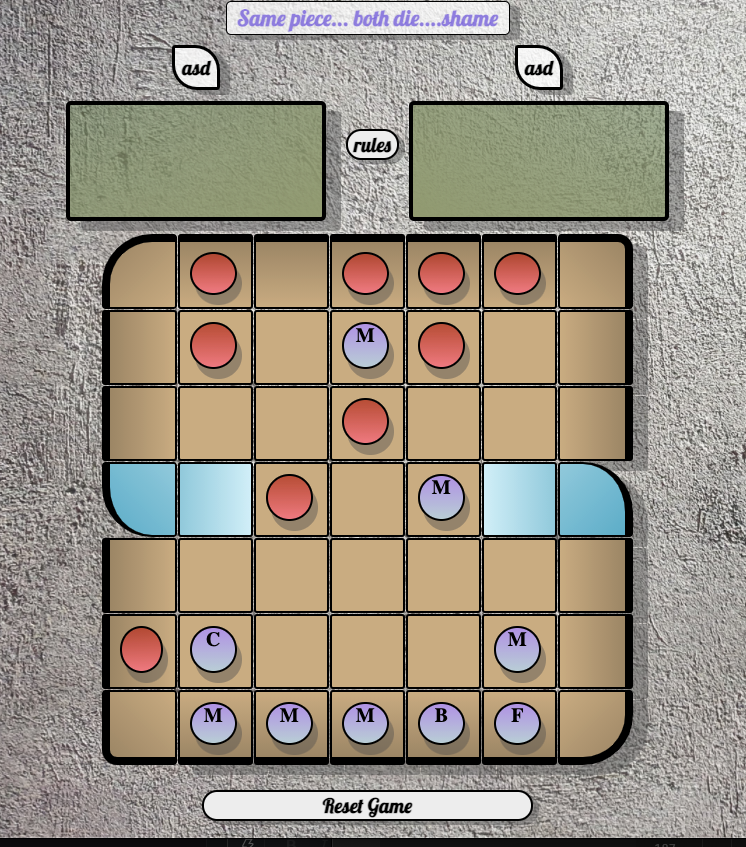 Same piece... both die....shame
asd asd
rules
M
M
C M
M M M B F
Reset Game